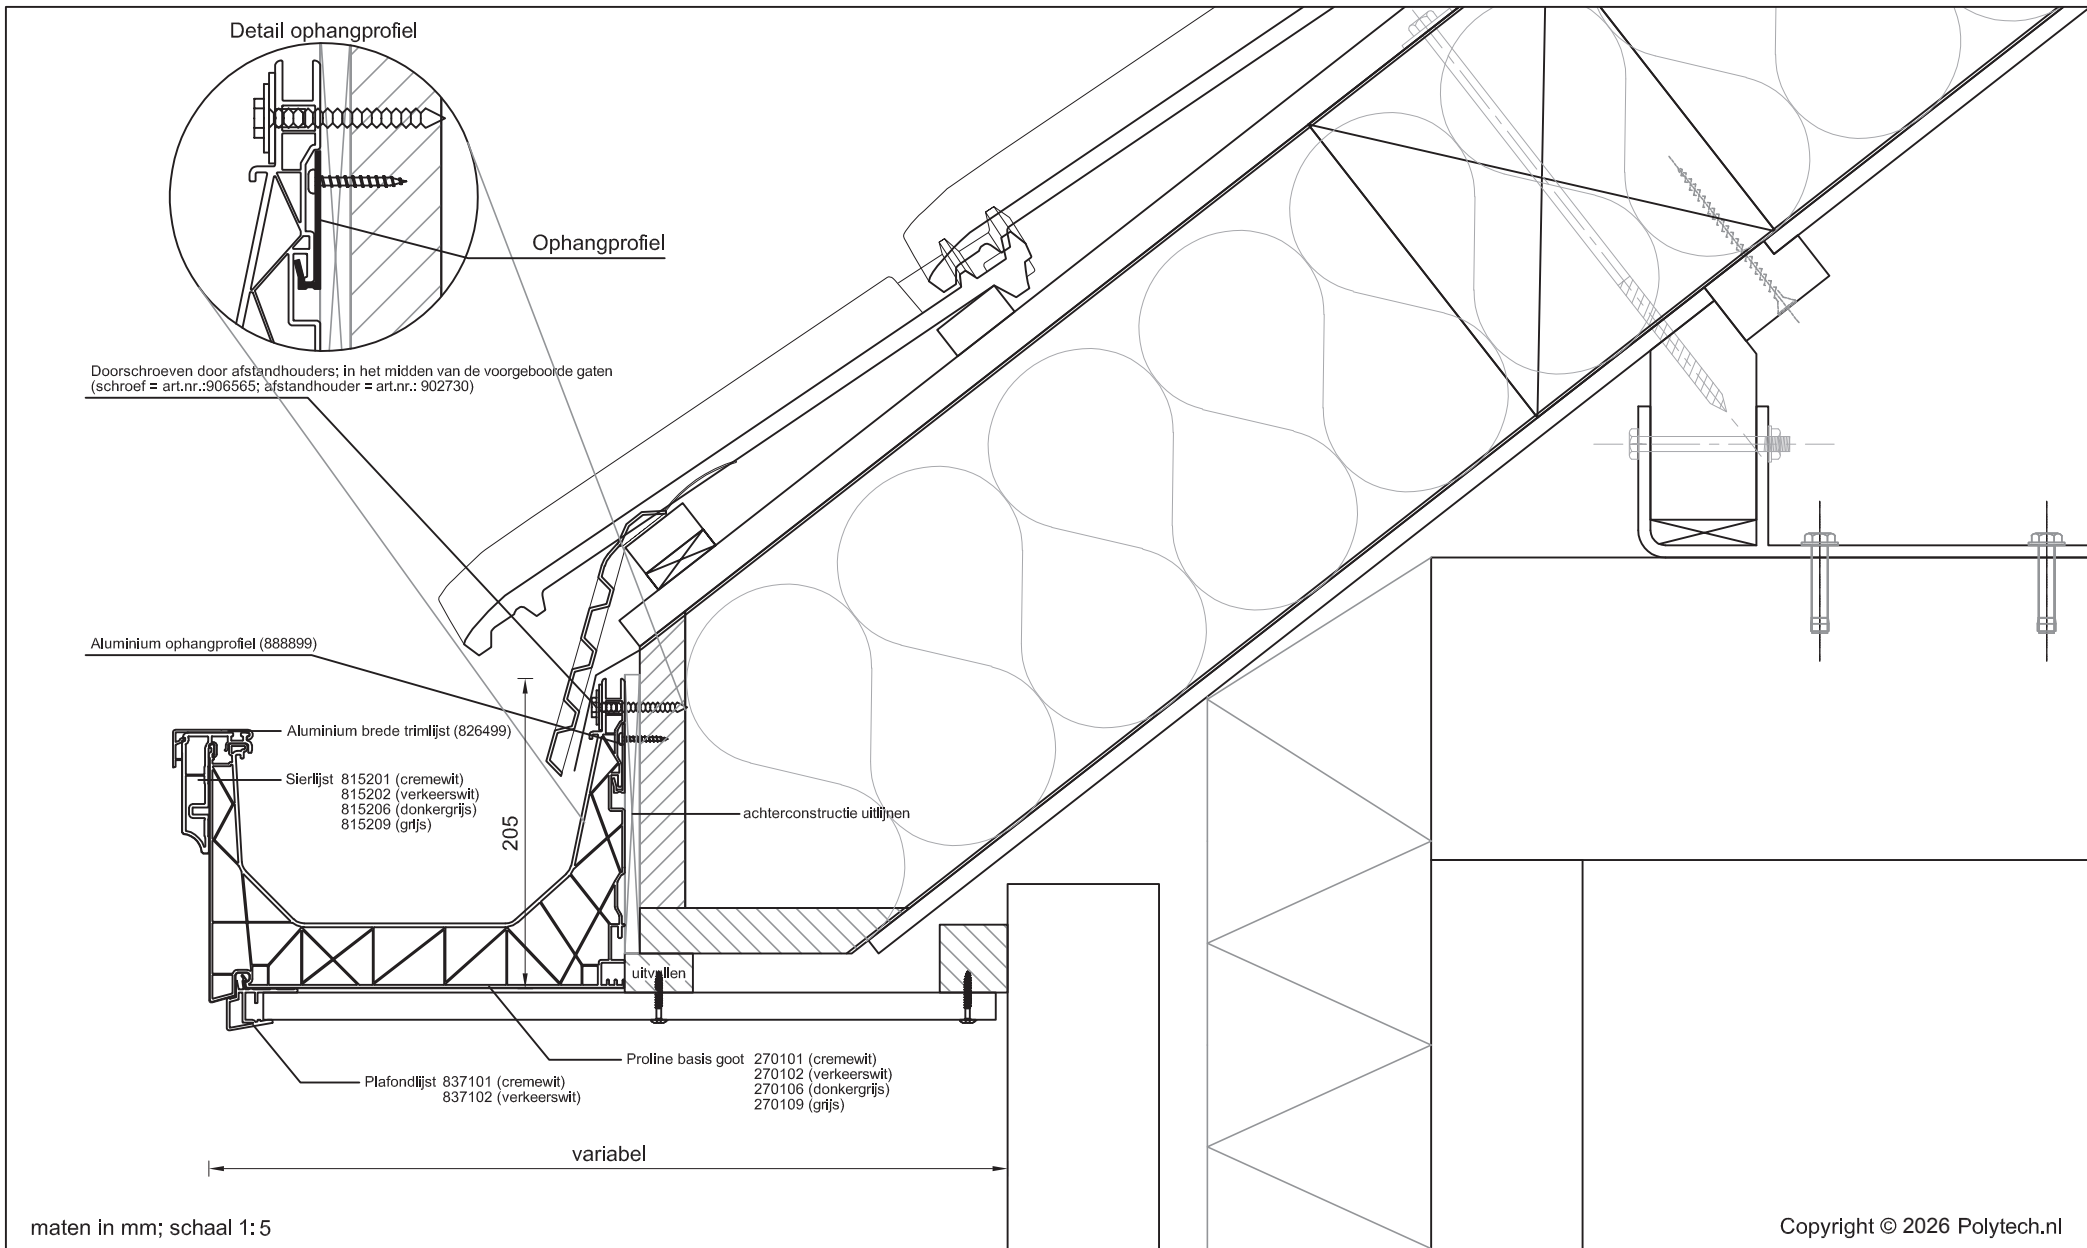 Detail ophangprofiel
Ophangprofiel
Doorschroeven door afstandhouders; in het midden van de voorgeboorde gaten
(schroef = art.nr.:906565; afstandhouder = art.nr.: 902730)
Aluminium ophangprofiel (888899)
Aluminium brede trimlijst (826499)
Sierlijst 815201 (cremewit)
815202 (verkeerswit)
815206 (donkergrijs)
815209 (grijs)
205
achterconstructie uitlijnen
uitvullen
Proline basis goot 270101 (cremewit)
270102 (verkeerswit)
270106 (donkergrijs)
270109 (grijs)
Plafondlijst 837101 (cremewit)
837102 (verkeerswit)
variabel
maten in mm; schaal 1:5
Copyright © 2026 Polytech.nl